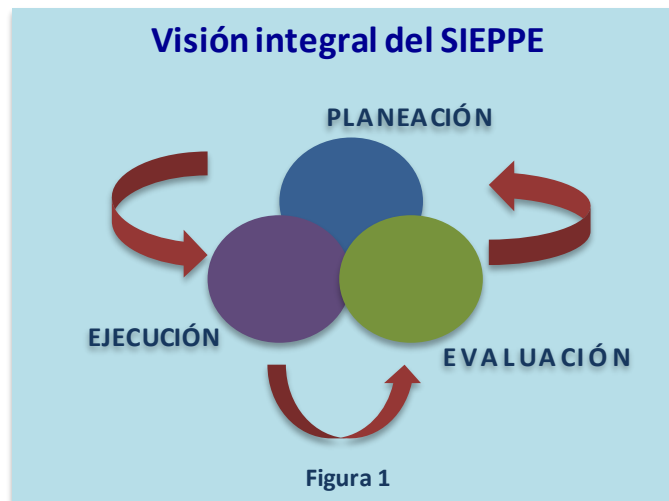 Visión integral del SIEPPE
PLANEACIÓN
EJECUCIÓN
EVALUACIÓN
Figura 1